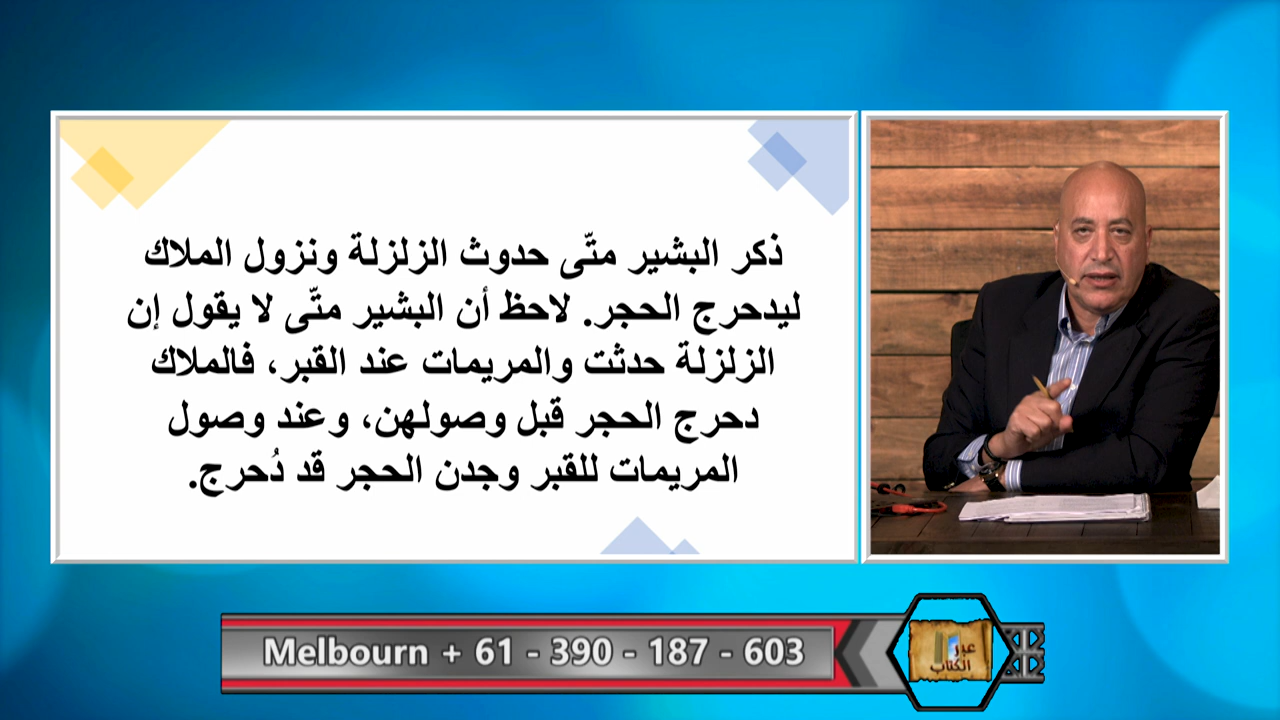 ذكر البشير متّى حدوث الزلزلة ونزول الملاك
ليدحرج الحجر. لاحظ أن البشير متّى لا يقول إن
الزلزلة حدثت والمريمات عند القبر، فالملاك
دحرج الحجر قبل وصولهن، وعند وصول
المريمات للقبر وجدن الحجر قد دُحرج.
Melbourn + 61 - 390 - 187 - 603
عبر
الكتاب